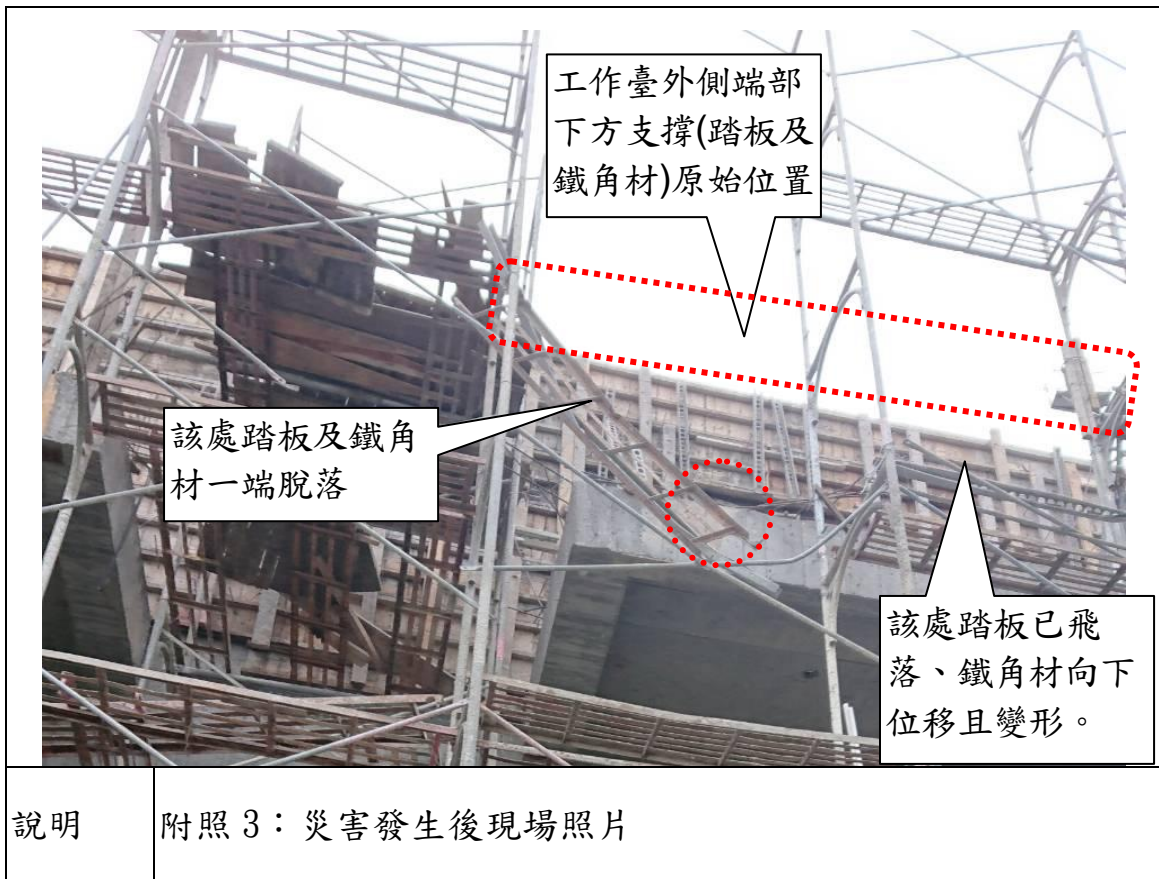 工作臺外側端部
下方支撐(踏板及
鐵角材)原始位置
該處踏板及鐵角
材一端脫落
該處踏板已飛
落、鐵角材向下
位移且變形。
說明
附照 3：災害發生後現場照片